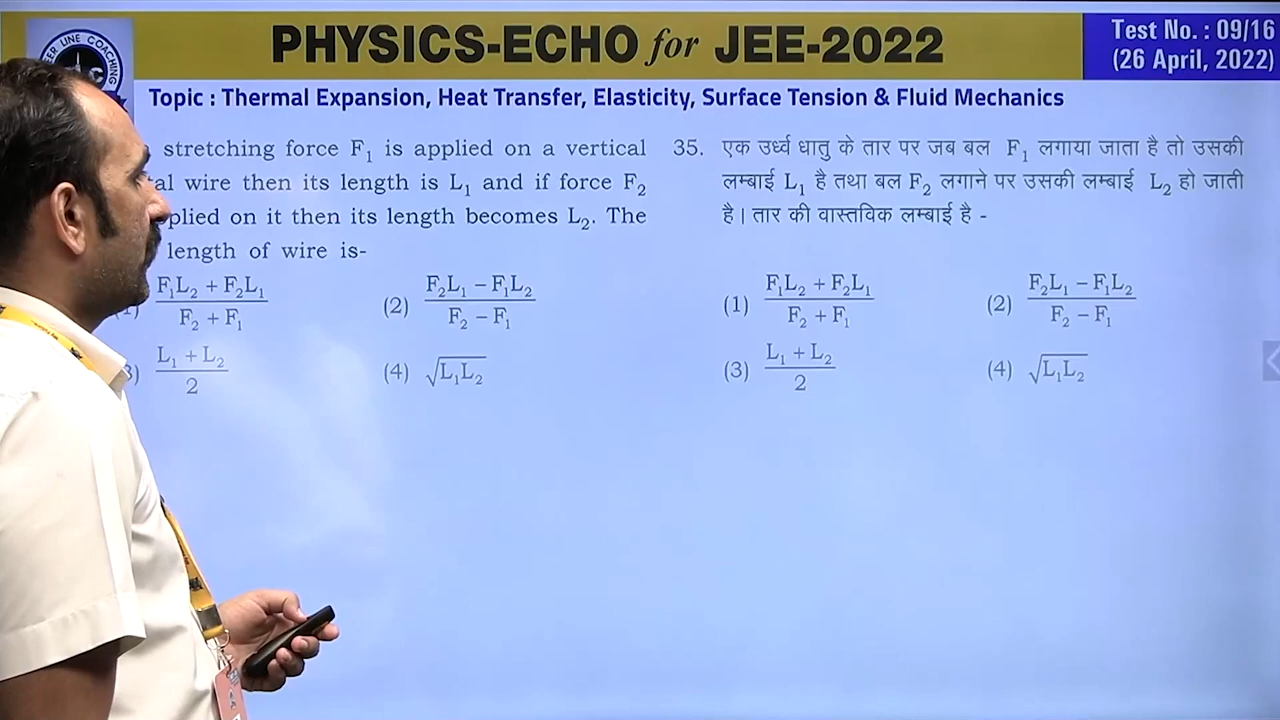 PHYSICS-ECHO for JEE-2022
Test No. : 09/16
(26 April, 2022)
LINE COACHING
Topic : Thermal Expansion, Heat Transfer, Elasticity, Surface Tension & Fluid Mechanics
stretching force F₁ is applied on a vertical
wire then its length is L₁ and if force F₂
on it then its length becomes L₂. The
length of wire is-
(1) (F₁L₂ + F₂L₁)/(F₂ + F₁) (2) (F₂L₁ − F₁L₂)/(F₂ − F₁)
(3) (L₁ + L₂)/2 (4) √(L₁L₂)
35. एक उर्ध्व धातु के तार पर जब बल F₁ लगाया जाता है तो उसकी
लम्बाई L₁ है तथा बल F₂ लगाने पर उसकी लम्बाई L₂ हो जाती
है। तार की वास्तविक लम्बाई है -
(1) (F₁L₂ + F₂L₁)/(F₂ + F₁) (2) (F₂L₁ − F₁L₂)/(F₂ − F₁)
(3) (L₁ + L₂)/2 (4) √(L₁L₂)